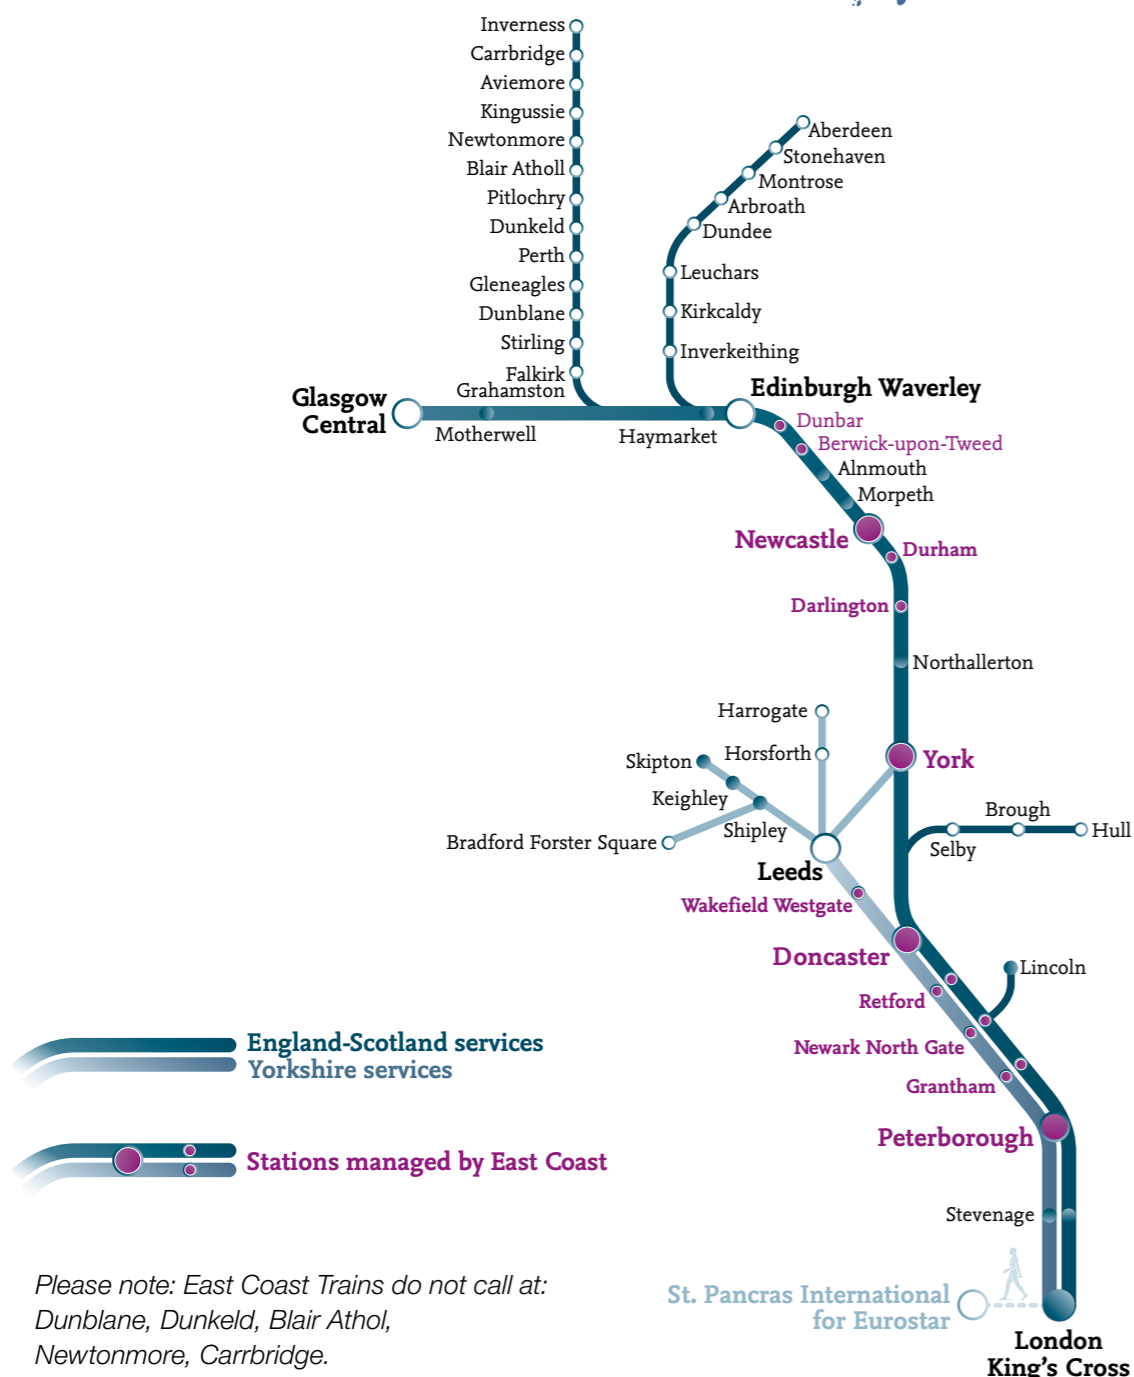 Inverness
Carrbridge
Aviemore
Kingussie
Newtonmore
Blair Atholl
Pitlochry
Dunkeld
Perth
Gleneagles
Dunblane
Stirling
Falkirk
Grahamston
Aberdeen
Stonehaven
Montrose
Arbroath
Dundee
Leuchars
Kirkcaldy
Inverkeithing
Glasgow
Central
Motherwell
Haymarket
Edinburgh Waverley
Dunbar
Berwick-upon-Tweed
Alnmouth
Morpeth
Newcastle
Durham
Darlington
Northallerton
Harrogate
Horsforth
Skipton
Keighley
Shipley
Bradford Forster Square
York
Leeds
Brough
Hull
Selby
Wakefield Westgate
Doncaster
Lincoln
Retford
Newark North Gate
Grantham
Peterborough
Stevenage
St. Pancras International
for Eurostar
London
King's Cross
England-Scotland services
Yorkshire services
Stations managed by East Coast
Please note: East Coast Trains do not call at:
Dunblane, Dunkeld, Blair Athol,
Newtonmore, Carrbridge.